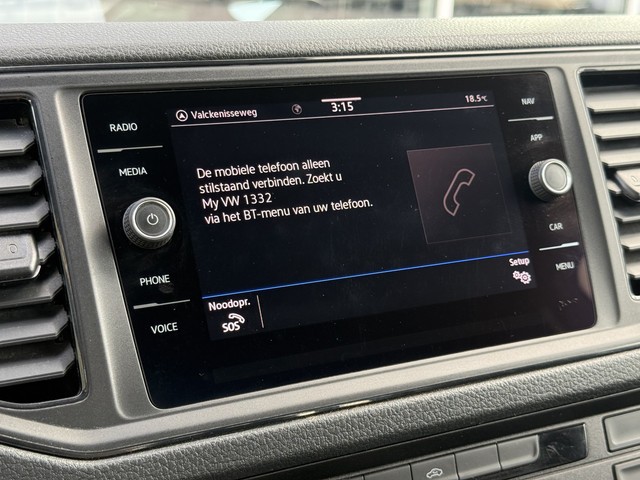 Valckenisseweg 3:15 18.5°C
RADIO
MEDIA
PHONE
VOICE
De mobiele telefoon alleen
stilstaand verbinden. Zoekt u
My VW 1332
via het BT-menu van uw telefoon.
Noodopr.
SOS
Setup
NAV
APP
CAR
MENU